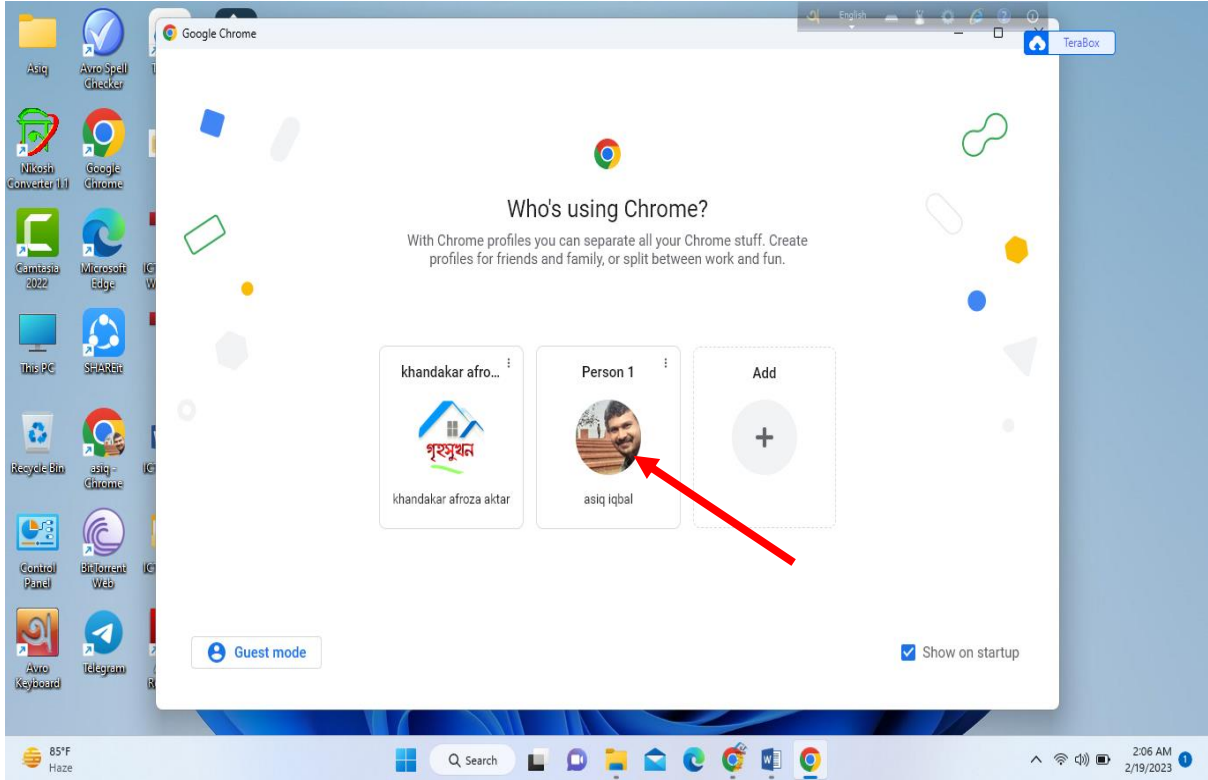 Google Chrome
English
TeraBox
Asiq
Avro Spell
Checker
Nikosh
Converter 1.1
Google
Chrome
Camtasia
2022
Microsoft
Edge
This PC
SHAREit
Recycle Bin
asiq -
Chrome
Control
Panel
BitTorrent
Web
Avro
Keyboard
Telegram
Who's using Chrome?
With Chrome profiles you can separate all your Chrome stuff. Create
profiles for friends and family, or split between work and fun.
khandakar afro...
Person 1
Add
গৃহসুখন
khandakar afroza aktar
asiq iqbal
Guest mode
Show on startup
85°F
Haze
Search
2:06 AM
2/19/2023
1